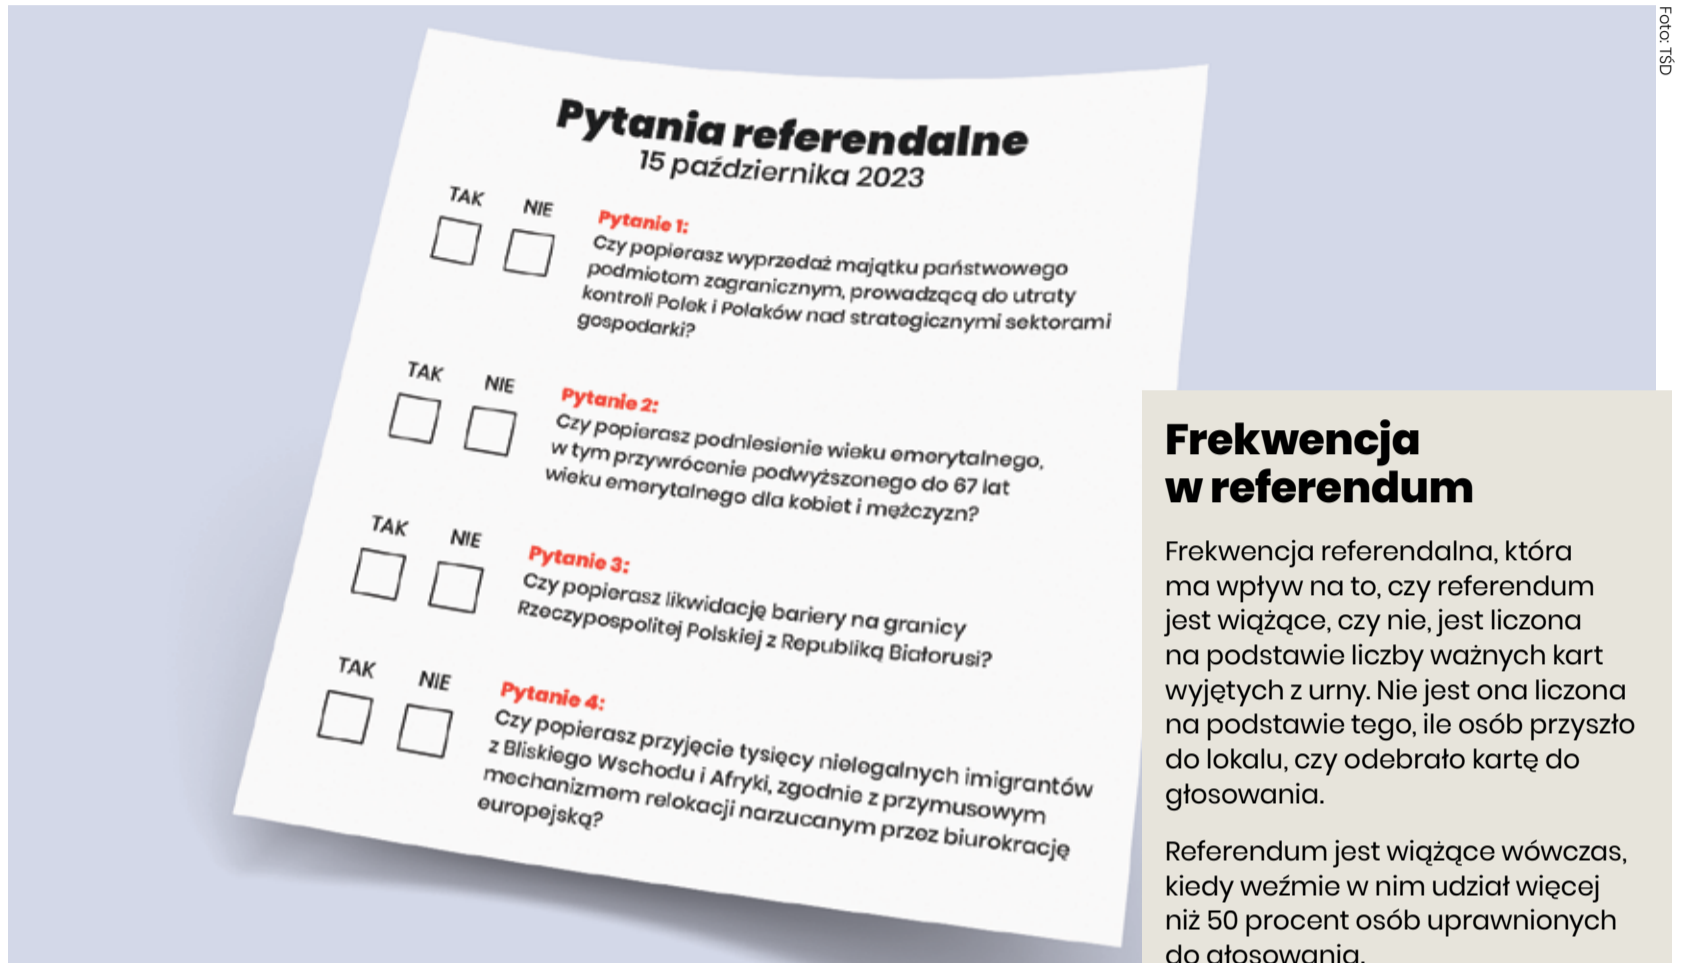 Foto: TŚD
Pytania referendalne
15 października 2023
TAK NIE
Pytanie 1:
Czy popierasz wyprzedaż majątku państwowego
podmiotom zagranicznym, prowadzącą do utraty
kontroli Polek i Polaków nad strategicznymi sektorami
gospodarki?
TAK NIE
Pytanie 2:
Czy popierasz podniesienie wieku emerytalnego,
w tym przywrócenie podwyższonego do 67 lat
wieku emerytalnego dla kobiet i mężczyzn?
TAK NIE
Pytanie 3:
Czy popierasz likwidację bariery na granicy
Rzeczypospolitej Polskiej z Republiką Białorusi?
TAK NIE
Pytanie 4:
Czy popierasz przyjęcie tysięcy nielegalnych imigrantów
z Bliskiego Wschodu i Afryki, zgodnie z przymusowym
mechanizmem relokacji narzucanym przez biurokrację
europejską?
Frekwencja
w referendum
Frekwencja referendalna, która
ma wpływ na to, czy referendum
jest wiążące, czy nie, jest liczona
na podstawie liczby ważnych kart
wyjętych z urny. Nie jest ona liczona
na podstawie tego, ile osób przyszło
do lokalu, czy odebrało kartę do
głosowania.
Referendum jest wiążące wówczas,
kiedy weźmie w nim udział więcej
niż 50 procent osób uprawnionych
do głosowania.